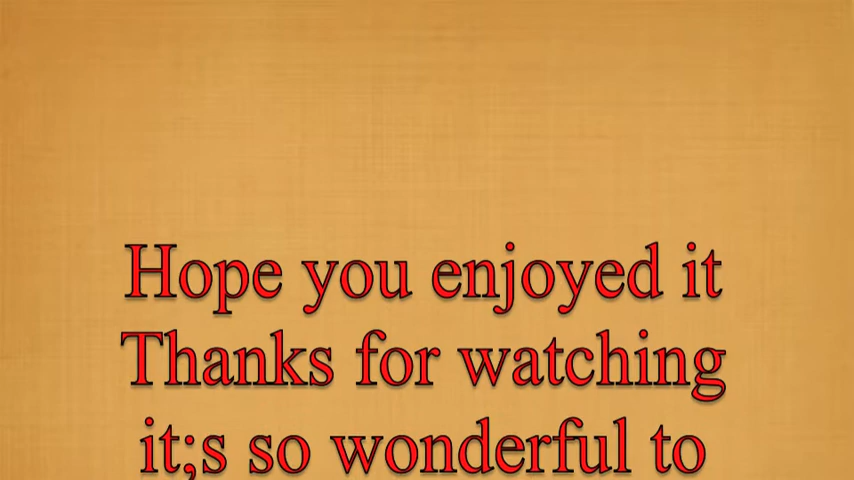 Hope you enjoyed it
Thanks for watching
it;s so wonderful to